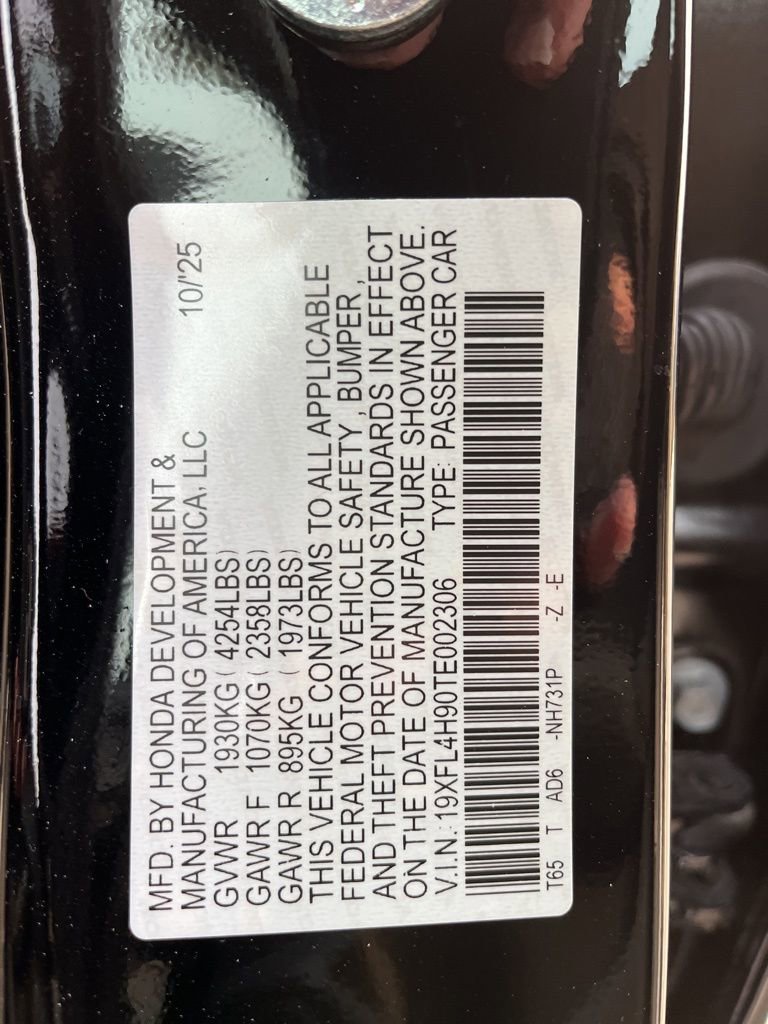 MFD. BY HONDA DEVELOPMENT &
MANUFACTURING OF AMERICA, LLC 10/'25
GVWR 1930KG ( 4254LBS)
GAWR F 1070KG ( 2358LBS)
GAWR R 895KG ( 1973LBS)
THIS VEHICLE CONFORMS TO ALL APPLICABLE
FEDERAL MOTOR VEHICLE SAFETY , BUMPER ,
AND THEFT PREVENTION STANDARDS IN EFFECT
ON THE DATE OF MANUFACTURE SHOWN ABOVE.
V.I.N.:19XFL4H90TE002306 TYPE: PASSENGER CAR
T65 T AD6 -NH731P -Z -E